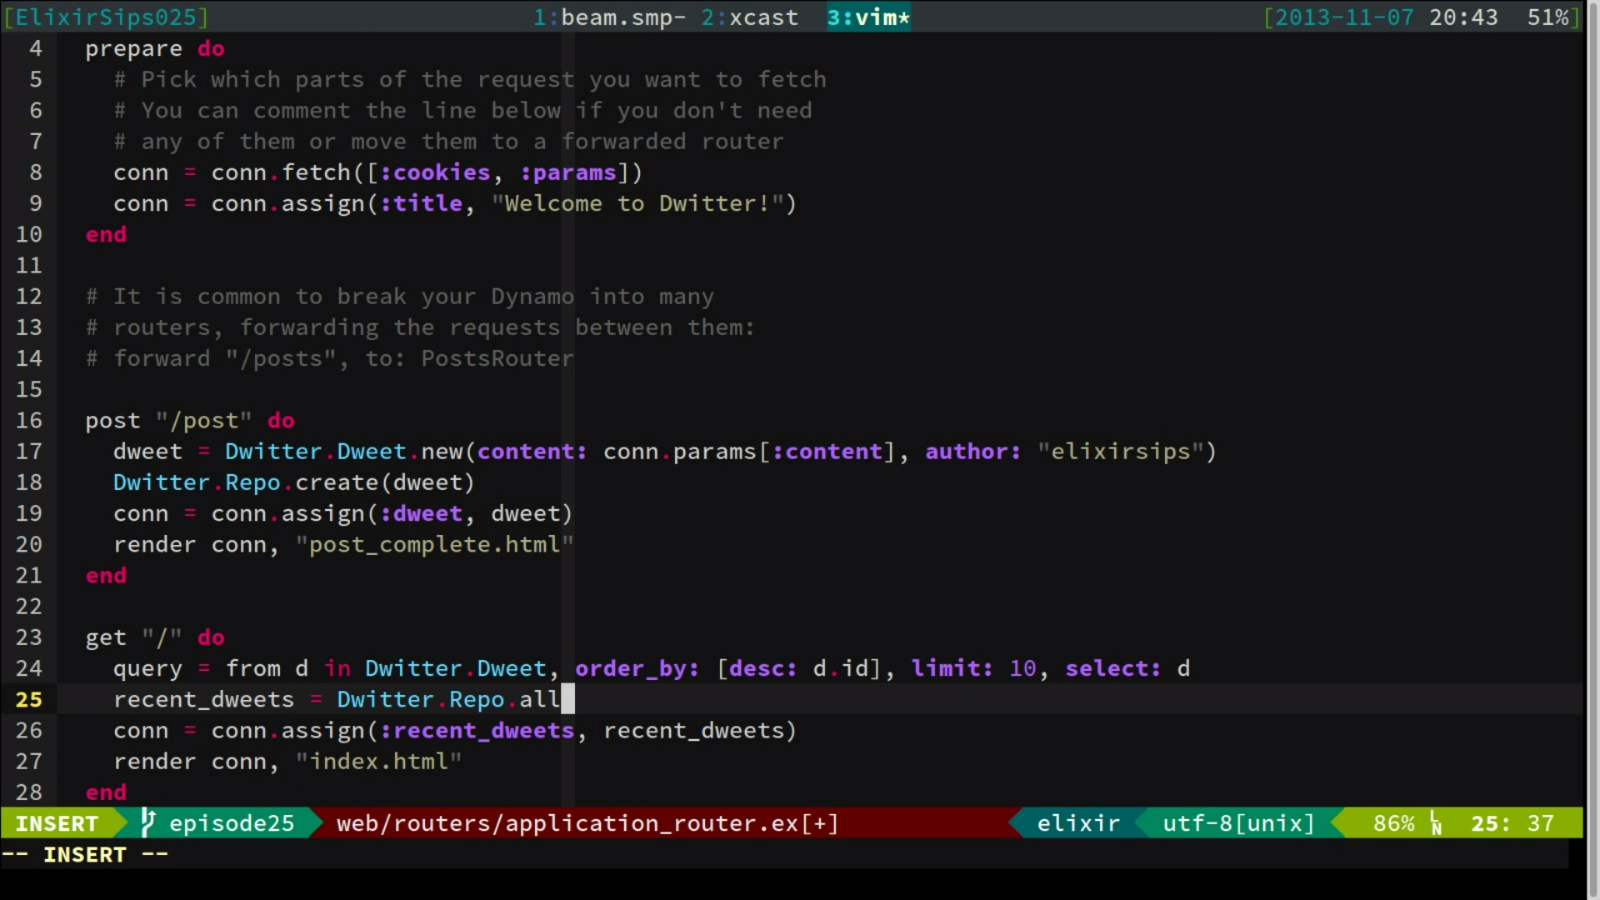 [ElixirSips025] 1:beam.smp- 2:xcast 3:vim* [2013-11-07 20:43 51%]
4 prepare do
5 # Pick which parts of the request you want to fetch
6 # You can comment the line below if you don't need
7 # any of them or move them to a forwarded router
8 conn = conn.fetch([:cookies, :params])
9 conn = conn.assign(:title, "Welcome to Dwitter!")
10 end
11
12 # It is common to break your Dynamo into many
13 # routers, forwarding the requests between them:
14 # forward "/posts", to: PostsRouter
15
16 post "/post" do
17 dweet = Dwitter.Dweet.new(content: conn.params[:content], author: "elixirsips")
18 Dwitter.Repo.create(dweet)
19 conn = conn.assign(:dweet, dweet)
20 render conn, "post_complete.html"
21 end
22
23 get "/" do
24 query = from d in Dwitter.Dweet, order_by: [desc: d.id], limit: 10, select: d
25 recent_dweets = Dwitter.Repo.all
26 conn = conn.assign(:recent_dweets, recent_dweets)
27 render conn, "index.html"
28 end
INSERT episode25 web/routers/application_router.ex[+] elixir utf-8[unix] 86% LN 25: 37
-- INSERT --